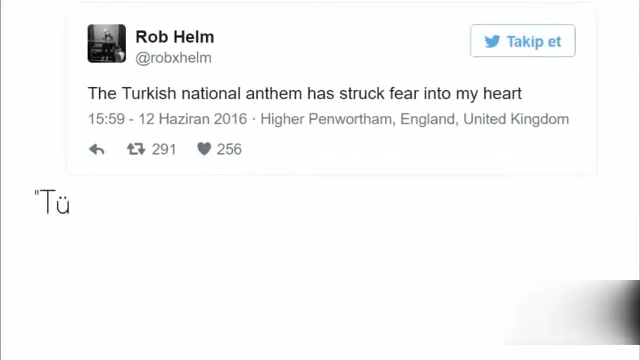 Rob Helm
Takip et
@robxhelm
The Turkish national anthem has struck fear into my heart
15:59 - 12 Haziran 2016 · Higher Penwortham, England, United Kingdom
291 256
"Tü